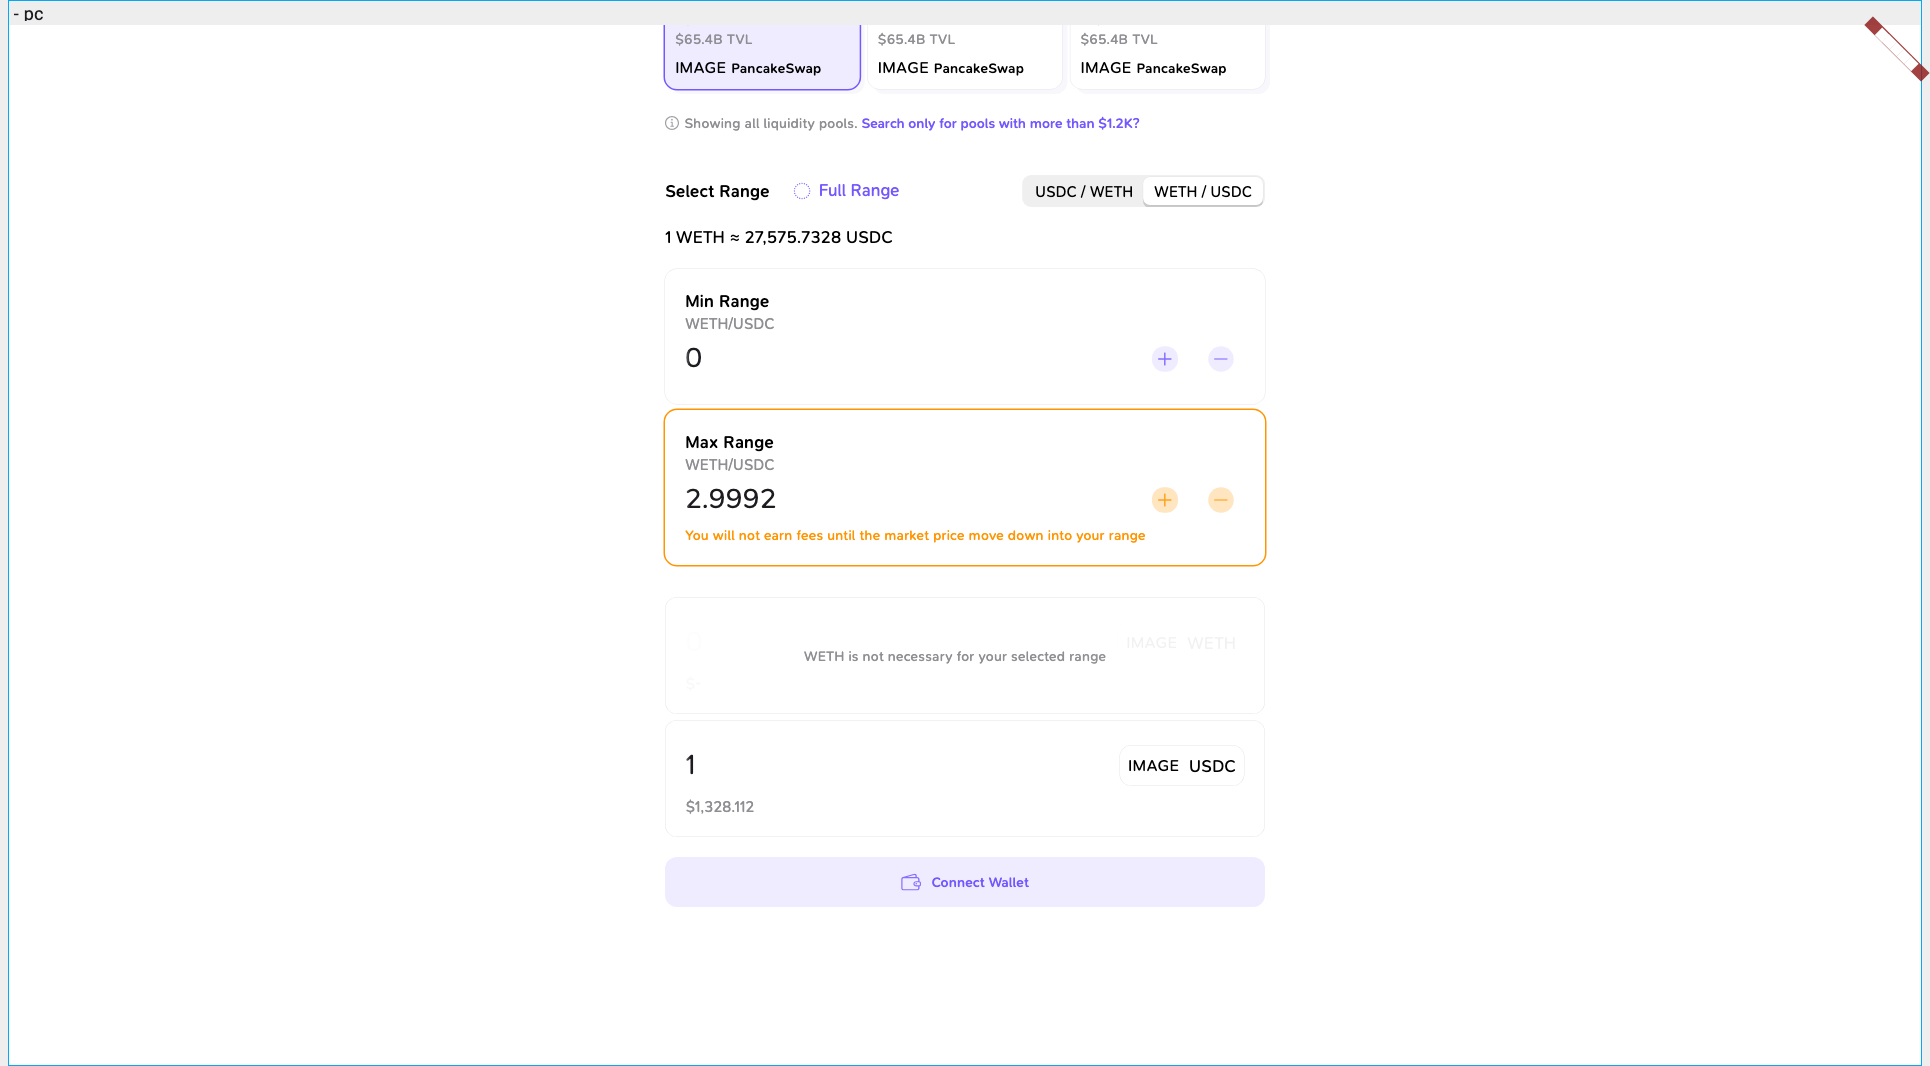 - pc
$65.4B TVL $65.4B TVL $65.4B TVL
IMAGE PancakeSwap IMAGE PancakeSwap IMAGE PancakeSwap
Showing all liquidity pools. Search only for pools with more than $1.2K?
Select Range Full Range USDC / WETH WETH / USDC
1 WETH ≈ 27,575.7328 USDC
Min Range
WETH/USDC
0
Max Range
WETH/USDC
2.9992
You will not earn fees until the market price move down into your range
IMAGE WETH
WETH is not necessary for your selected range
1 IMAGE USDC
$1,328.112
Connect Wallet